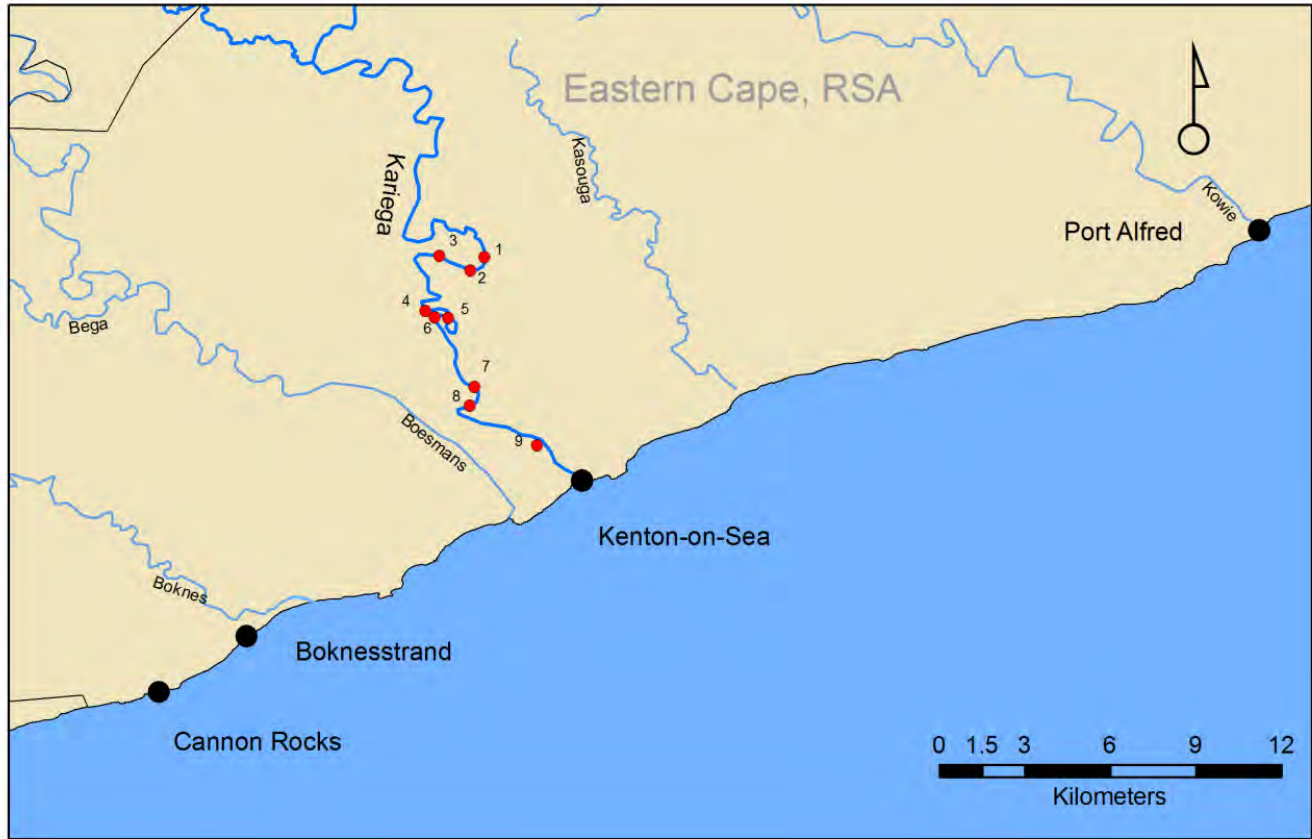 Eastern Cape, RSA
Kasouga
Kariega
Kowie
Port Alfred
3
1
2
4
5
6
Bega
7
8
Boesmans
9
Kenton-on-Sea
Boknes
Boknesstrand
Cannon Rocks
0 1.5 3 6 9 12
Kilometers